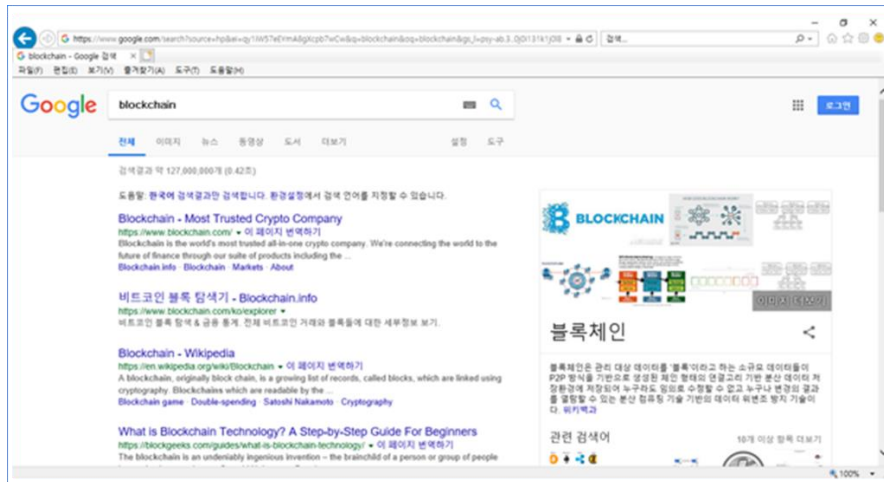 https://www.google.com/search?source=hp&
검색...
blockchain - Google 검색
파일(F) 편집(E) 보기(V) 즐겨찾기(A) 도구(T) 도움말(H)
Google
blockchain
로그인
전체 이미지 뉴스 동영상 도서 더보기 설정 도구
검색결과 약 127,000,000개 (0.42초)
도움말: 한국어 검색결과만 검색합니다. 환경설정에서 검색 언어를 지정할 수 있습니다.
Blockchain - Most Trusted Crypto Company
https://www.blockchain.com/ ▾ 이 페이지 번역하기
Blockchain is the world's most trusted all-in-one crypto company. We're connecting the world to the
future of finance through our suite of products including the ...
Blockchain.info · Blockchain · Markets · About
비트코인 블록 탐색기 - Blockchain.info
https://www.blockchain.com/ko/explorer ▾
비트코인 블록 탐색 & 금융 통계. 전체 비트코인 거래와 블록들에 대한 세부정보 보기.
Blockchain - Wikipedia
https://en.wikipedia.org/wiki/Blockchain ▾ 이 페이지 번역하기
A blockchain, originally block chain, is a growing list of records, called blocks, which are linked using
cryptography. Blockchains which are readable by the ...
Blockchain game · Double-spending · Satoshi Nakamoto · Cryptography
What is Blockchain Technology? A Step-by-Step Guide For Beginners
https://blockgeeks.com/guides/what-is-blockchain-technology/ ▾ 이 페이지 번역하기
The blockchain is an undeniably ingenious invention – the brainchild of a person or group of people
BLOCKCHAIN
이미지 더보기
블록체인
블록체인은 관리 대상 데이터를 '블록'이라고 하는 소규모 데이터들이
P2P 방식을 기반으로 생성된 체인 형태의 연결고리 기반 분산 데이터 저
장환경에 저장되어 누구라도 임의로 수정할 수 없고 누구나 변경의 결과
를 열람할 수 있는 분산 컴퓨팅 기술 기반의 데이터 위변조 방지 기술이
다. 위키백과
관련 검색어 10개 이상 항목 더보기
100%